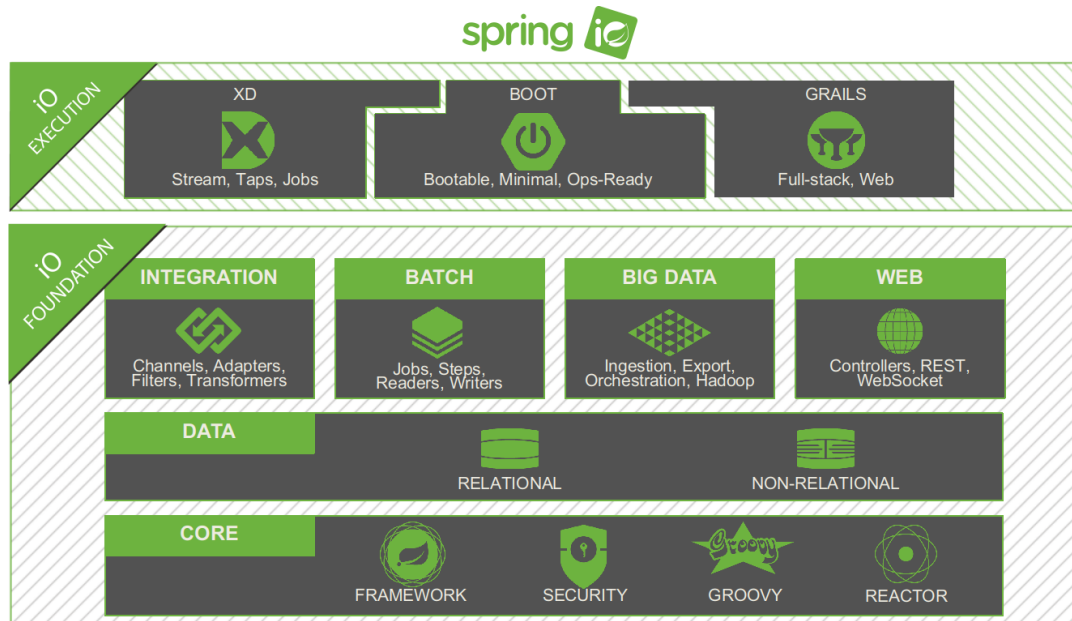 spring iO
iO
EXECUTION
XD
Stream, Taps, Jobs
BOOT
Bootable, Minimal, Ops-Ready
GRAILS
Full-stack, Web
iO
FOUNDATION
INTEGRATION
Channels, Adapters,
Filters, Transformers
BATCH
Jobs, Steps,
Readers, Writers
BIG DATA
Ingestion, Export,
Orchestration, Hadoop
WEB
Controllers, REST,
WebSocket
DATA
RELATIONAL
NON-RELATIONAL
CORE
FRAMEWORK
SECURITY
Groovy
GROOVY
REACTOR